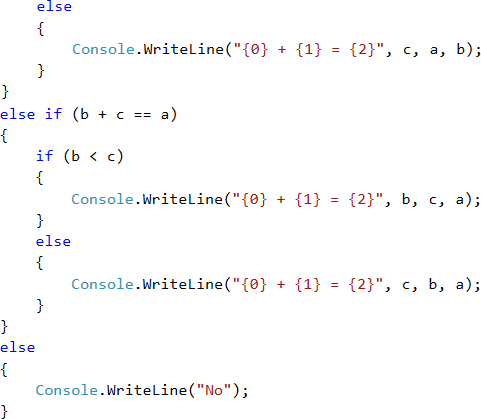 else
    {
        Console.WriteLine("{0} + {1} = {2}", c, a, b);
    }
}
else if (b + c == a)
{
    if (b < c)
    {
        Console.WriteLine("{0} + {1} = {2}", b, c, a);
    }
    else
    {
        Console.WriteLine("{0} + {1} = {2}", c, b, a);
    }
}
else
{
    Console.WriteLine("No");
}